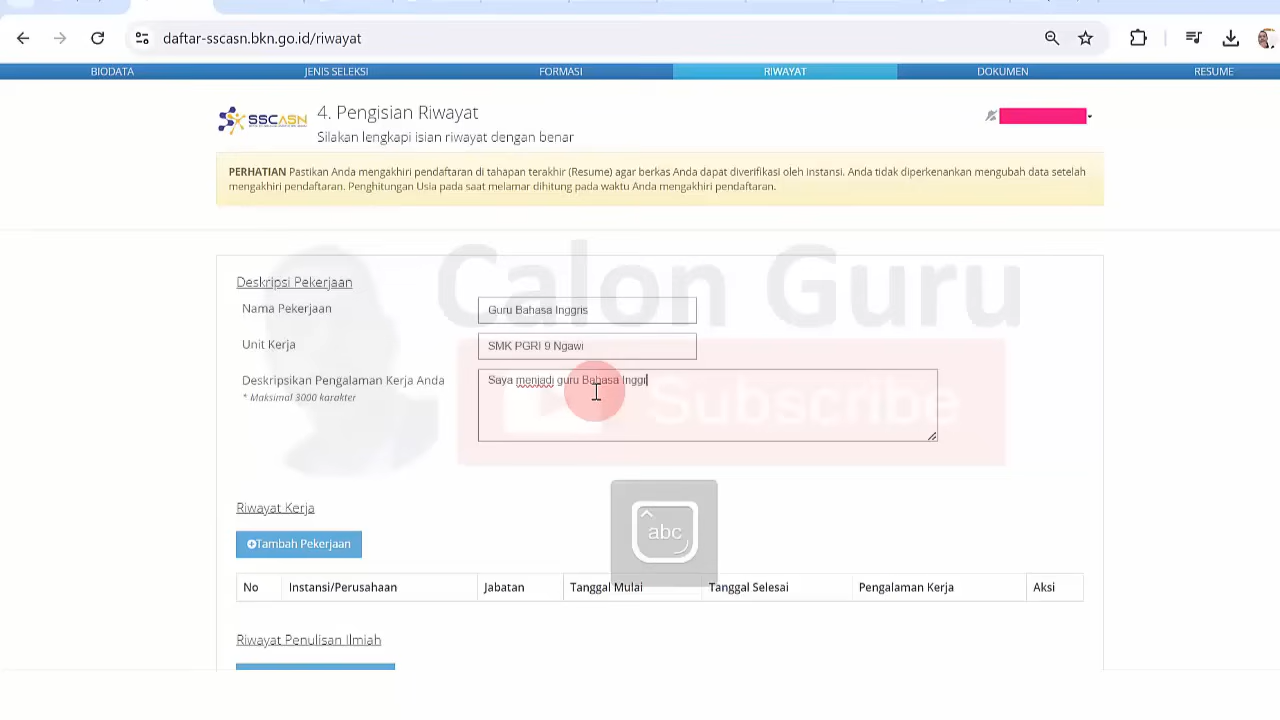 daftar-sscasn.bkn.go.id/riwayat
BIODATA JENIS SELEKSI FORMASI RIWAYAT DOKUMEN RESUME
SSCASN
4. Pengisian Riwayat
Silakan lengkapi isian riwayat dengan benar
PERHATIAN Pastikan Anda mengakhiri pendaftaran di tahapan terakhir (Resume) agar berkas Anda dapat diverifikasi oleh instansi. Anda tidak diperkenankan mengubah data setelah
mengakhiri pendaftaran. Penghitungan Usia pada saat melamar dihitung pada waktu Anda mengakhiri pendaftaran.
Calon Guru
Deskripsi Pekerjaan
Nama Pekerjaan Guru Bahasa Inggris
Unit Kerja SMK PGRI 9 Ngawi
Deskripsikan Pengalaman Kerja Anda Saya menjadi guru Bahasa Inggri
* Maksimal 3000 karakter
Subscribe
Riwayat Kerja
abc
Tambah Pekerjaan
No Instansi/Perusahaan Jabatan Tanggal Mulai Tanggal Selesai Pengalaman Kerja Aksi
Riwayat Penulisan Ilmiah